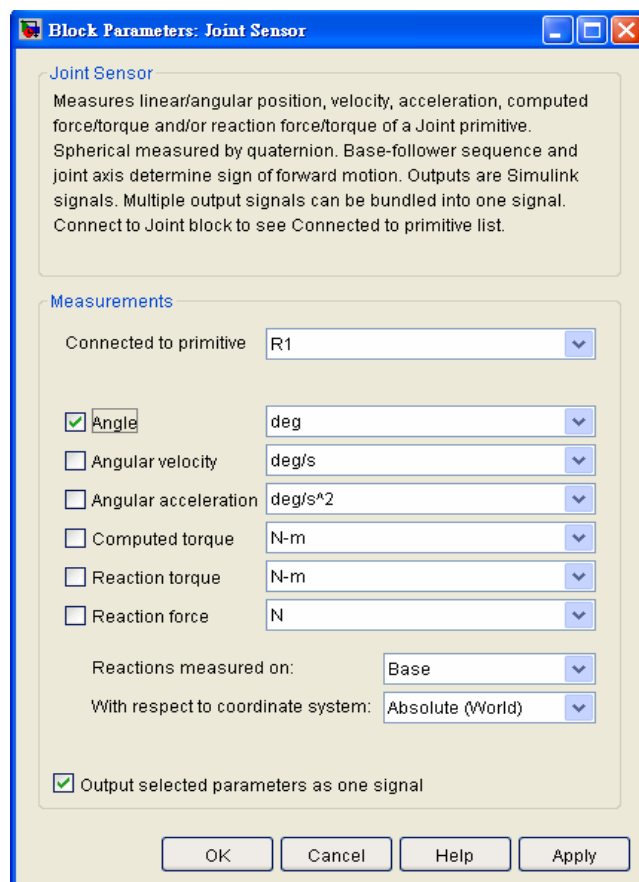 Block Parameters: Joint Sensor
Joint Sensor
Measures linear/angular position, velocity, acceleration, computed
force/torque and/or reaction force/torque of a Joint primitive.
Spherical measured by quaternion. Base-follower sequence and
joint axis determine sign of forward motion. Outputs are Simulink
signals. Multiple output signals can be bundled into one signal.
Connect to Joint block to see Connected to primitive list.
Measurements
Connected to primitive R1
Angle deg
Angular velocity deg/s
Angular acceleration deg/s^2
Computed torque N-m
Reaction torque N-m
Reaction force N
Reactions measured on: Base
With respect to coordinate system: Absolute (World)
Output selected parameters as one signal
OK Cancel Help Apply